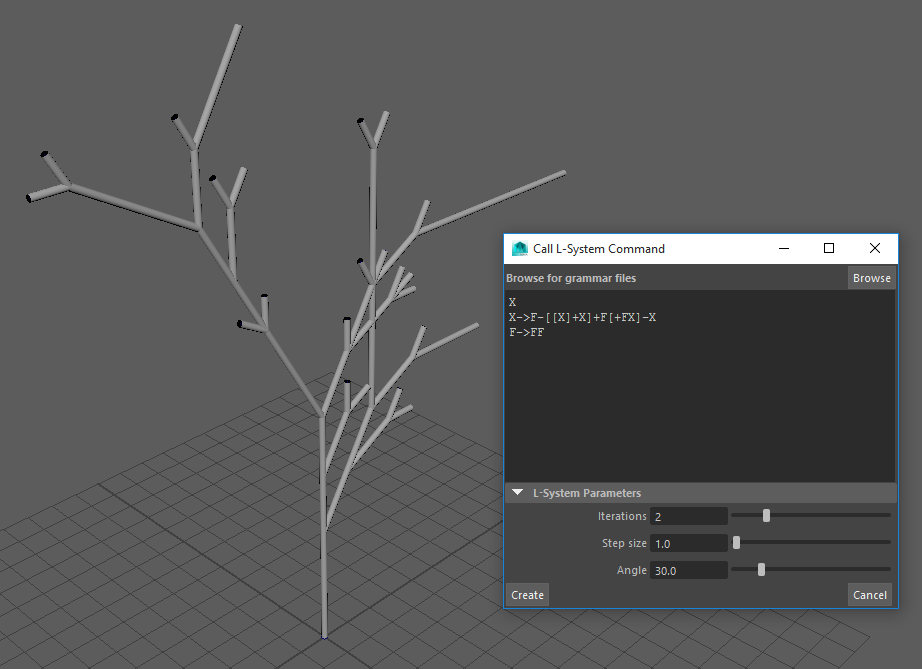 Call L-System Command
Browse for grammar files
Browse
X
X->F-[[X]+X]+F[+FX]-X
F->FF
L-System Parameters
Iterations 2
Step size 1.0
Angle 30.0
Create
Cancel